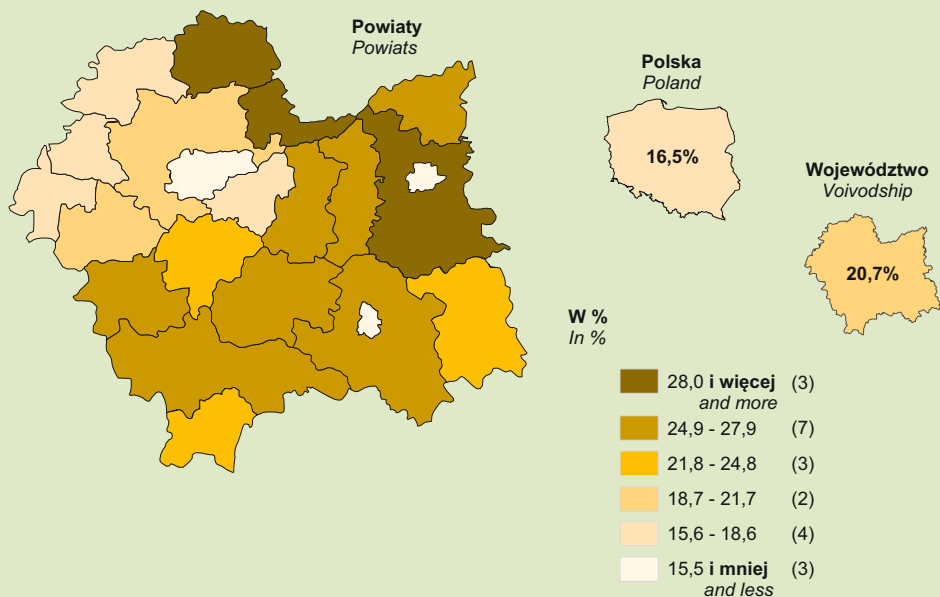 Powiaty
Powiats
Polska
Poland
16,5%
Województwo
Voivodship
20,7%
W %
In %
28,0 i więcej (3)
and more
24,9 - 27,9 (7)
21,8 - 24,8 (3)
18,7 - 21,7 (2)
15,6 - 18,6 (4)
15,5 i mniej (3)
and less